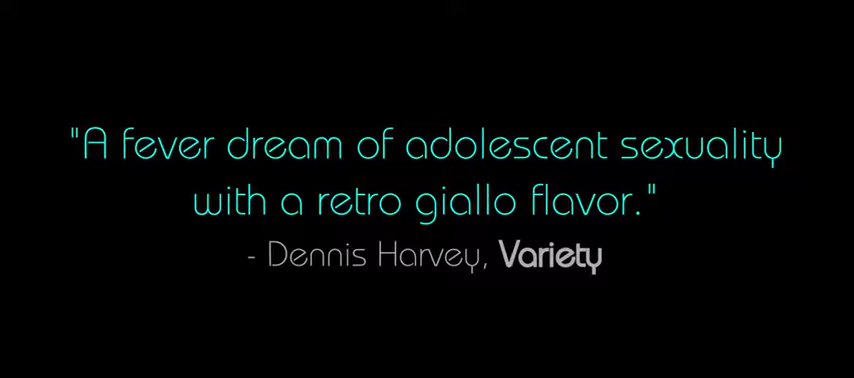 "A fever dream of adolescent sexuality
with a retro giallo flavor."
- Dennis Harvey, Variety